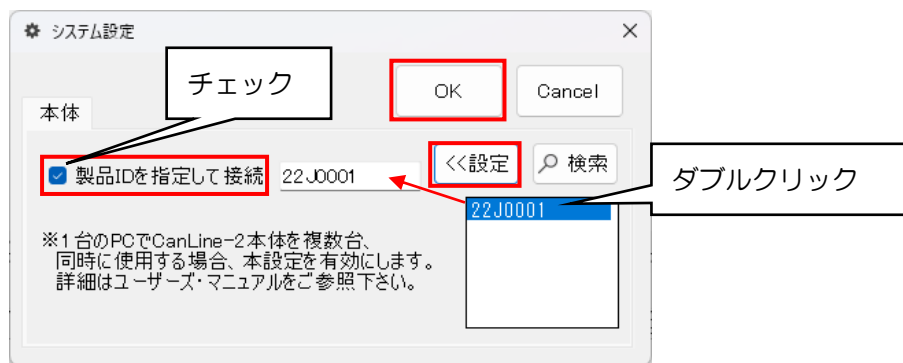 システム設定
チェック
OK
Cancel
本体
製品IDを指定して接続
22J0001
<<設定
検索
ダブルクリック
22J0001
※1台のPCでCanLine-2本体を複数台、
同時に使用する場合、本設定を有効にします。
詳細はユーザーズ・マニュアルをご参照下さい。